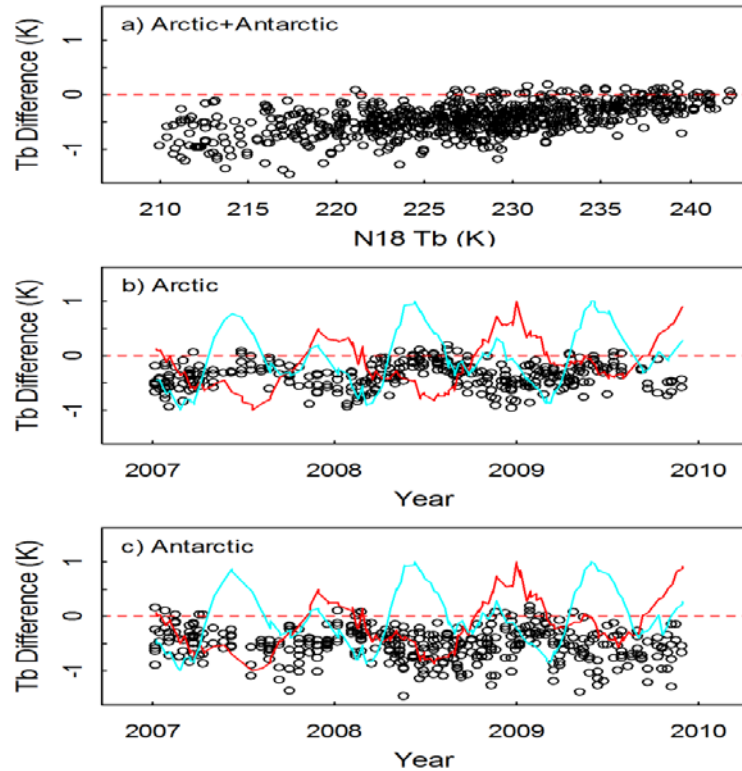 a) Arctic+Antarctic
Tb Difference (K)
1
0
-1
210 215 220 225 230 235 240
N18 Tb (K)
b) Arctic
Tb Difference (K)
1
0
-1
2007 2008 2009 2010
Year
c) Antarctic
Tb Difference (K)
1
0
-1
2007 2008 2009 2010
Year